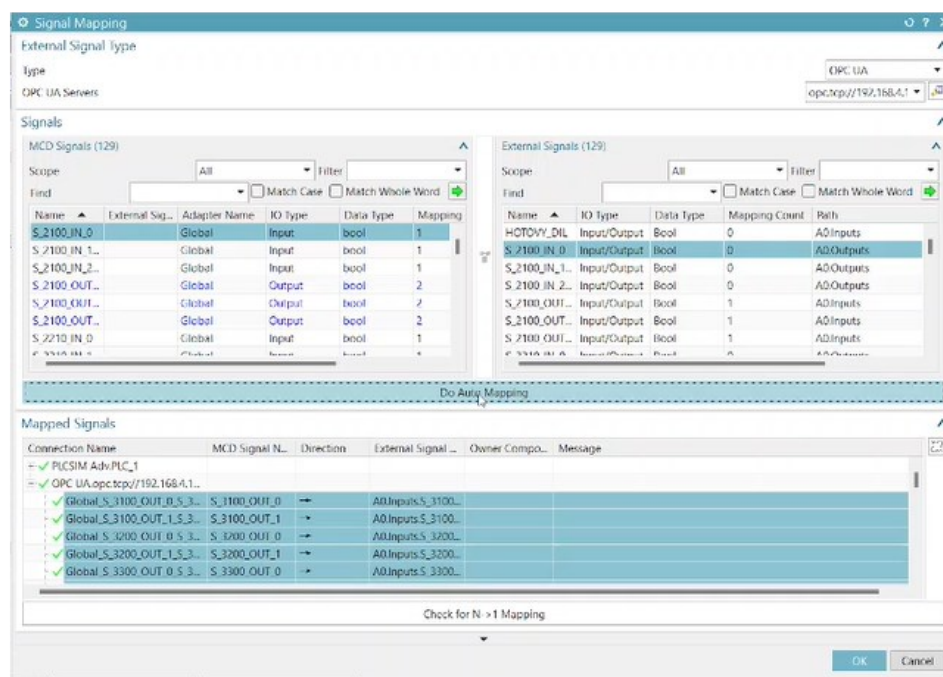 Signal Mapping
External Signal Type
Type OPC UA
OPC UA Servers opc.tcp://192.168.4.1
Signals
MCD Signals (129) External Signals (129)
Scope All Filter Scope All Filter
Find Match Case Match Whole Word Find Match Case Match Whole Word
Name External Sig... Adapter Name IO Type Data Type Mapping Name IO Type Data Type Mapping Count Path
S_2100_IN_0 Global Input bool 1 HOTOVY_DIL Input/Output Bool 0 A0.Inputs
S_2100_IN_1... Global Input bool 1 S_2100_IN_0 Input/Output Bool 0 A0.Outputs
S_2100_IN_2... Global Input bool 1 S_2100_IN_1... Input/Output Bool 0 A0.Outputs
S_2100_OUT... Global Output bool 2 S_2100_IN_2... Input/Output Bool 0 A0.Outputs
S_2100_OUT... Global Output bool 2 S_2100_OUT... Input/Output Bool 1 A0.Inputs
S_2100_OUT... Global Output bool 2 S_2100_OUT... Input/Output Bool 1 A0.Inputs
S_2210_IN_0 Global Input bool 1 S_2100_OUT... Input/Output Bool 1 A0.Inputs
Do Auto Mapping
Mapped Signals
Connection Name MCD Signal N... Direction External Signal ... Owner Compo... Message
PLCSIM Adv.PLC_1
OPC UA.opc.tcp://192.168.4.1...
Global_S_3100_OUT_0_S_3... S_3100_OUT_0 A0.Inputs.S_3100...
Global_S_3100_OUT_1_S_3... S_3100_OUT_1 A0.Inputs.S_3100...
Global_S_3200_OUT_0_S_3... S_3200_OUT_0 A0.Inputs.S_3200...
Global_S_3200_OUT_1_S_3... S_3200_OUT_1 A0.Inputs.S_3200...
Global_S_3300_OUT_0_S_3... S_3300_OUT_0 A0.Inputs.S_3300...
Check for N->1 Mapping
OK Cancel